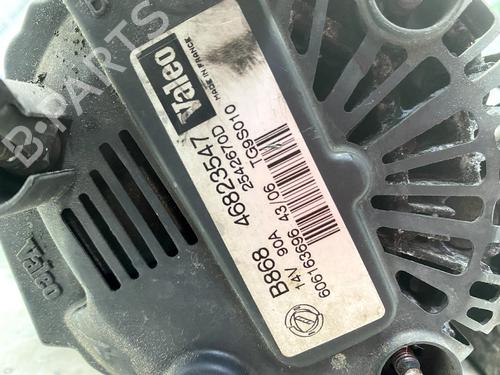 Valeo
MADE IN FRANCE
B868 46823547
14V 90A 2542670D
606163696 43/06 TG9S010
Valeo
B
B-PARTS